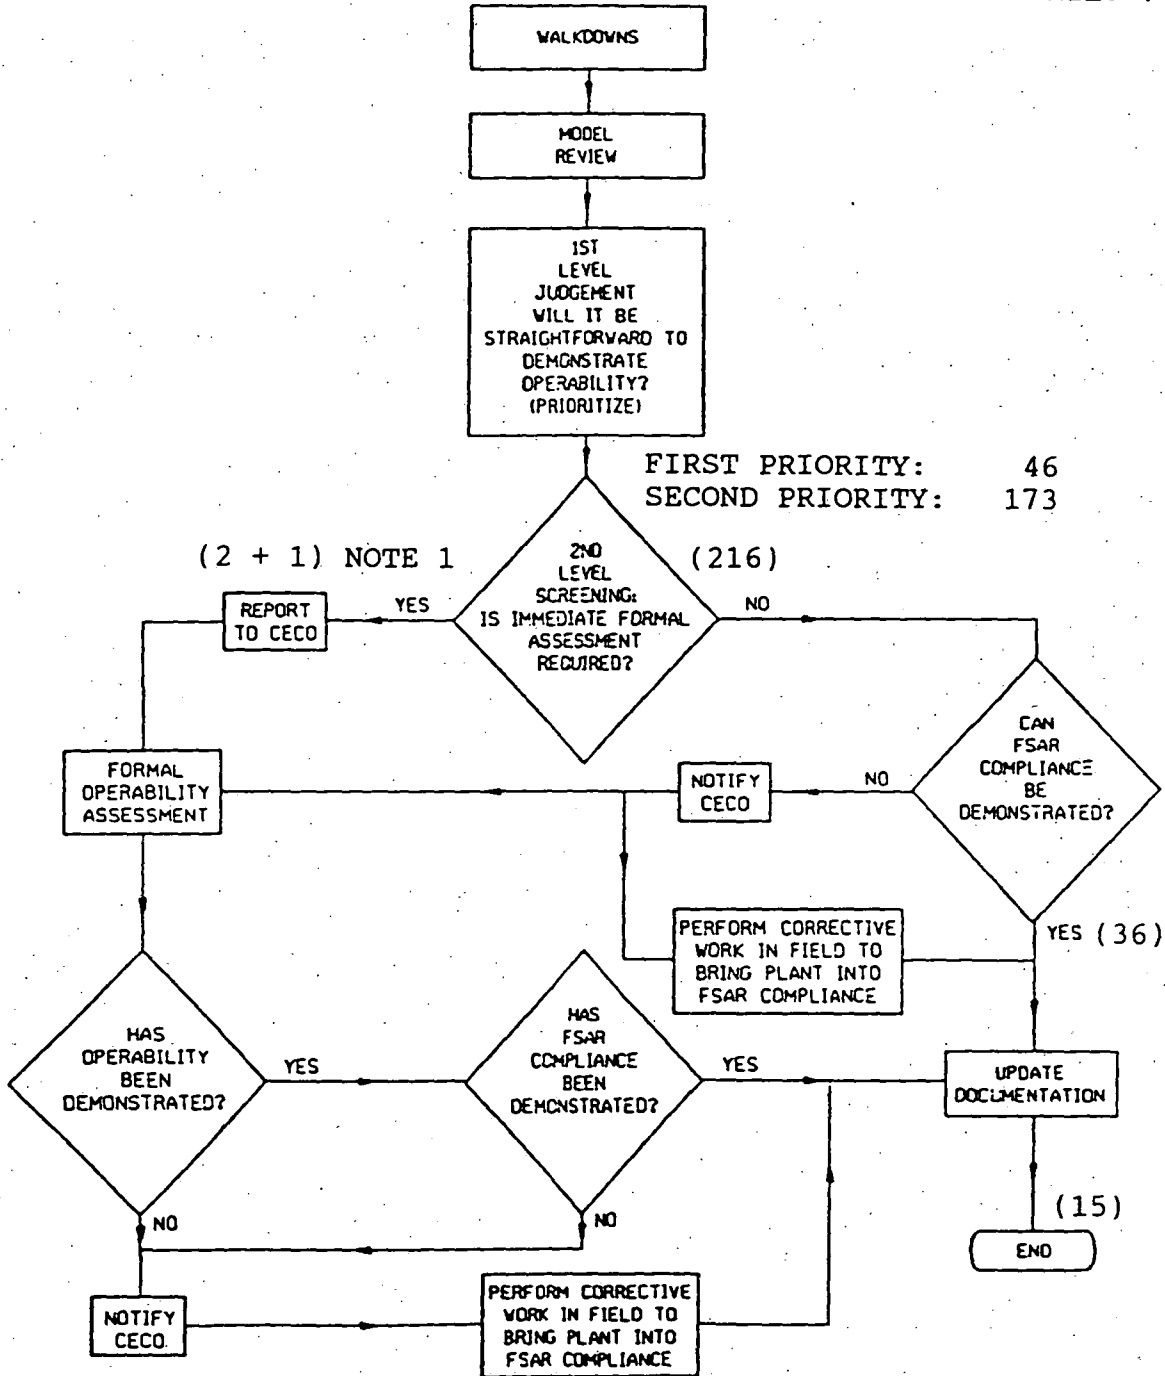 WALKDOWNS
MODEL
REVIEW
1ST
LEVEL
JUDGEMENT
WILL IT BE
STRAIGHTFORWARD TO
DEMONSTRATE
OPERABILITY?
(PRIORITIZE)
FIRST PRIORITY: 46
SECOND PRIORITY: 173
(2 + 1) NOTE 1
(216)
2ND
LEVEL
SCREENING:
IS IMMEDIATE FORMAL
ASSESSMENT
REQUIRED?
YES
NO
REPORT
TO CECO
CAN
FSAR
COMPLIANCE
BE
DEMONSTRATED?
FORMAL
OPERABILITY
ASSESSMENT
NOTIFY
CECO
NO
YES (36)
PERFORM CORRECTIVE
WORK IN FIELD TO
BRING PLANT INTO
FSAR COMPLIANCE
HAS
OPERABILITY
BEEN
DEMONSTRATED?
YES
HAS
FSAR
COMPLIANCE
BEEN
DEMONSTRATED?
YES
UPDATE
DOCUMENTATION
NO
NO
(15)
END
NOTIFY
CECO
PERFORM CORRECTIVE
WORK IN FIELD TO
BRING PLANT INTO
FSAR COMPLIANCE